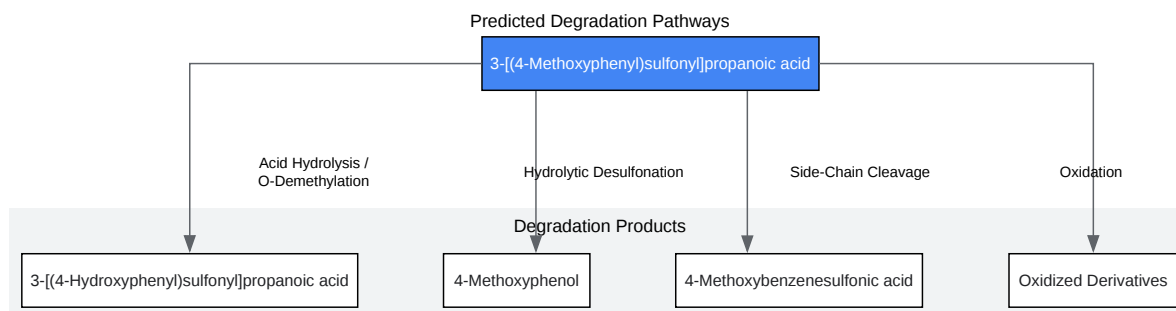 Predicted Degradation Pathways
3-[(4-Methoxyphenyl)sulfonyl]propanoic acid
Acid Hydrolysis /
O-Demethylation
Hydrolytic Desulfonation
Side-Chain Cleavage
Oxidation
Degradation Products
3-[(4-Hydroxyphenyl)sulfonyl]propanoic acid
4-Methoxyphenol
4-Methoxybenzenesulfonic acid
Oxidized Derivatives